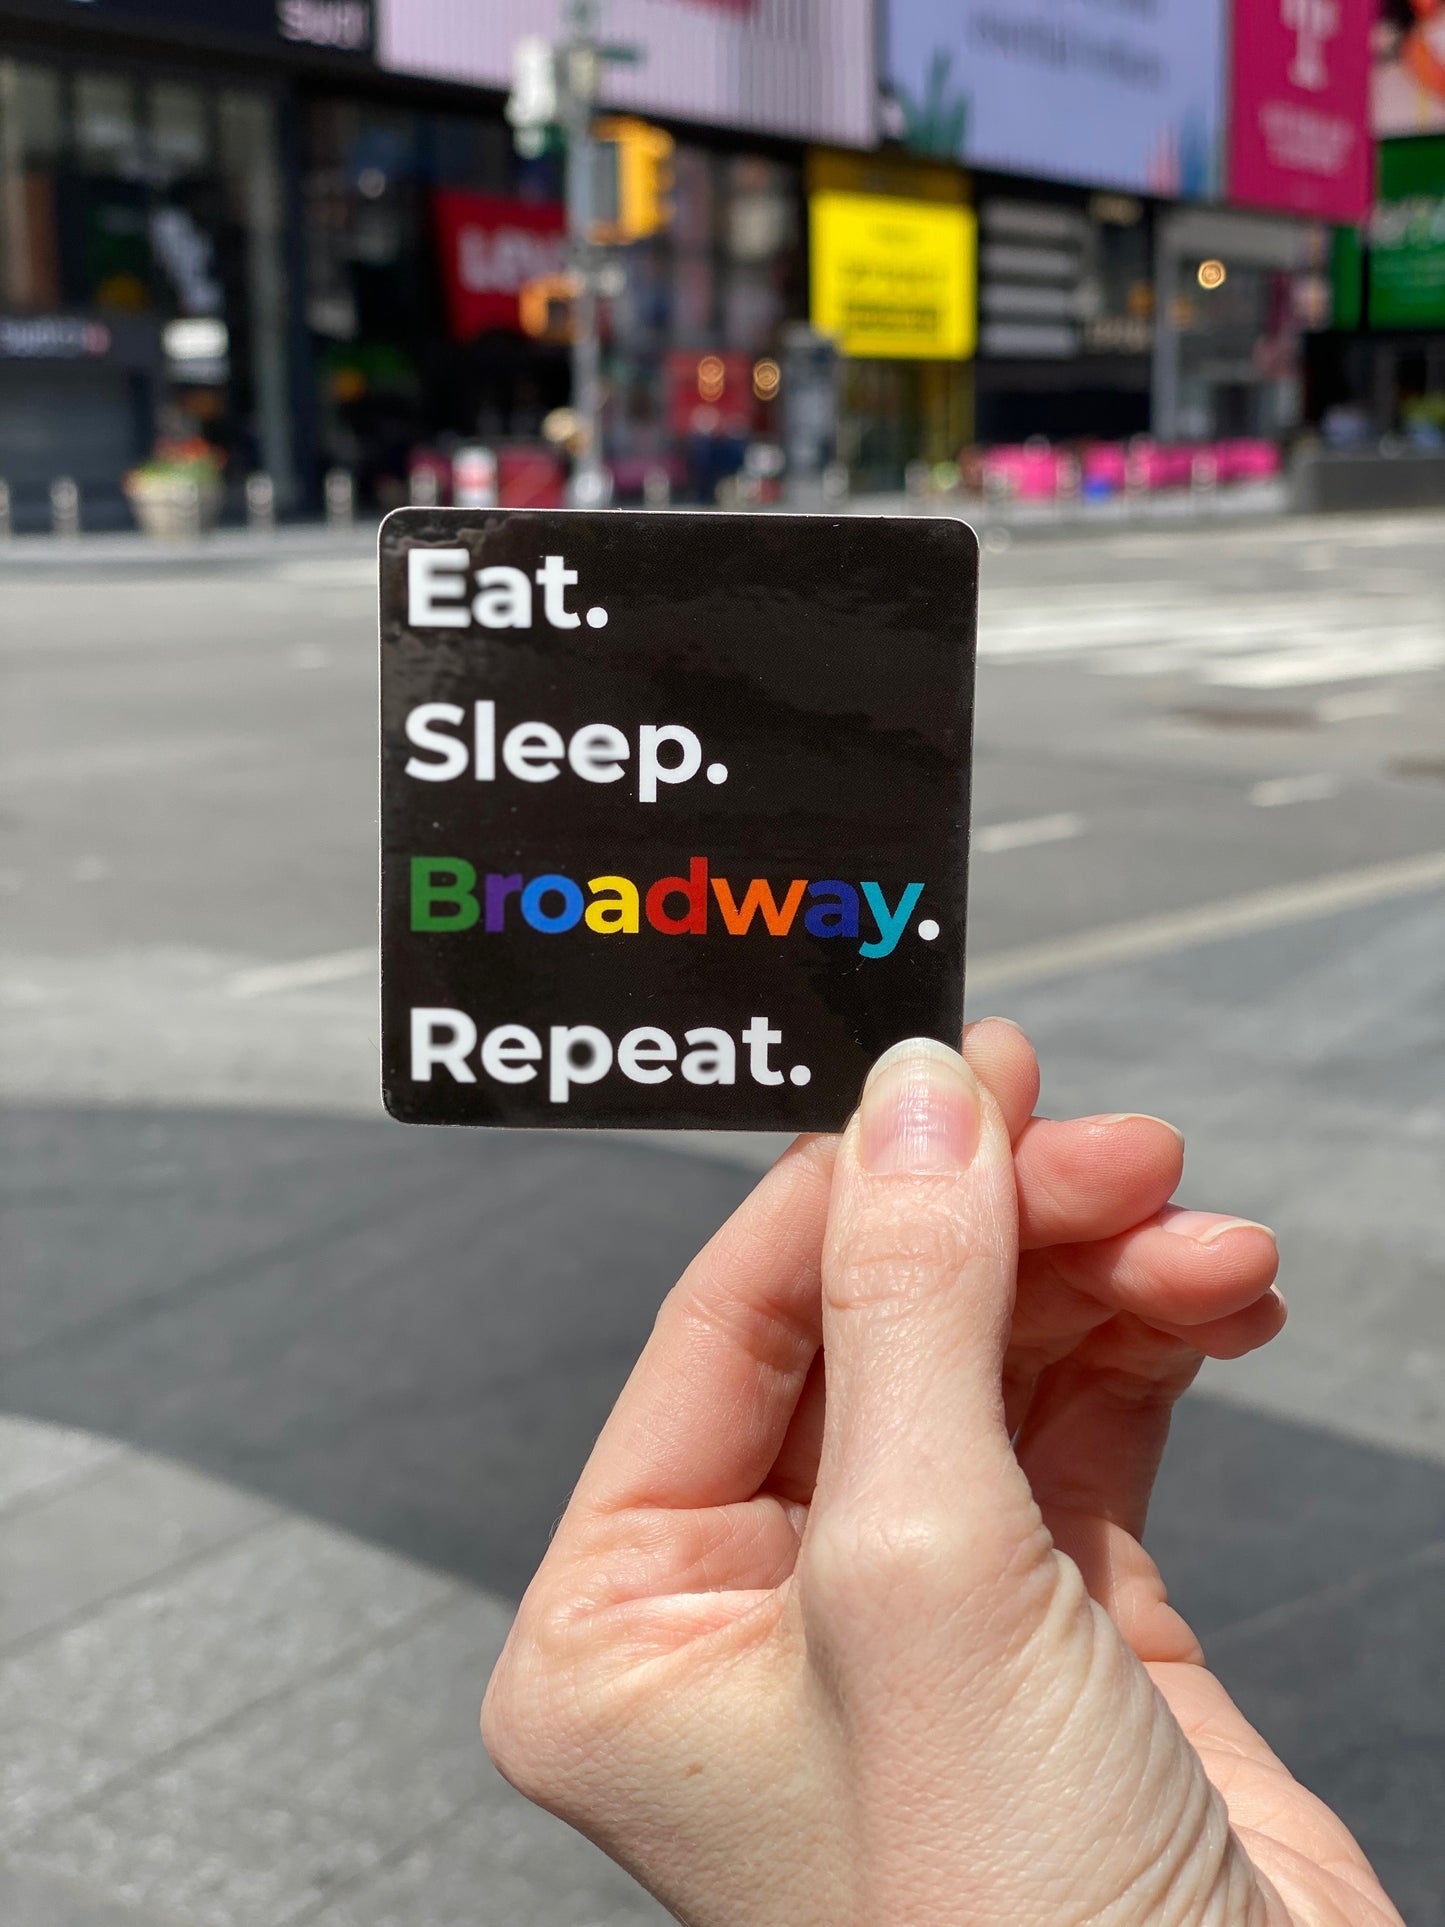 Eat.
Sleep.
Broadway.
Repeat.